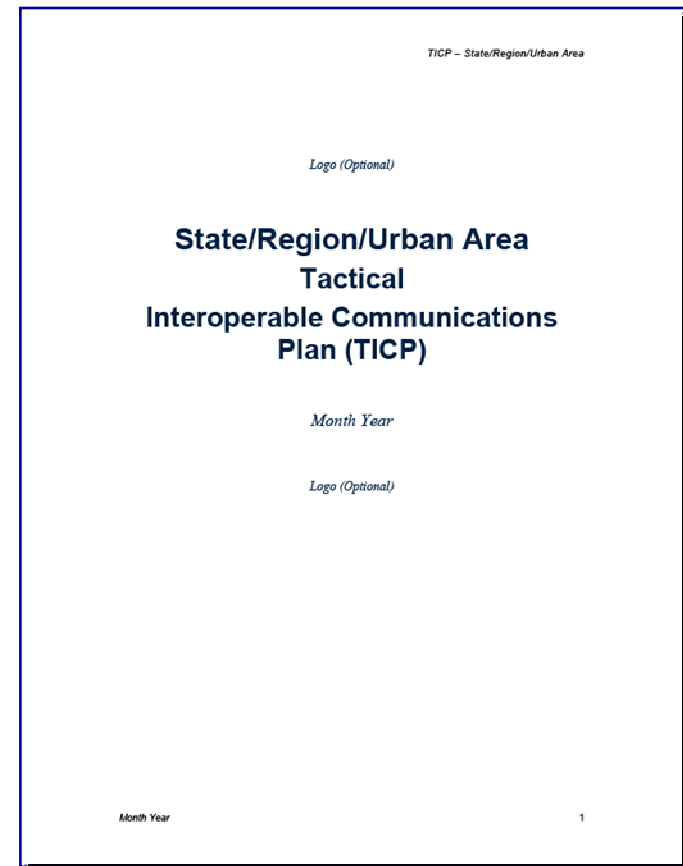 TICP – State/Region/Urban Area
Logo (Optional)
State/Region/Urban Area
Tactical
Interoperable Communications
Plan (TICP)
Month Year
Logo (Optional)
Month Year 1